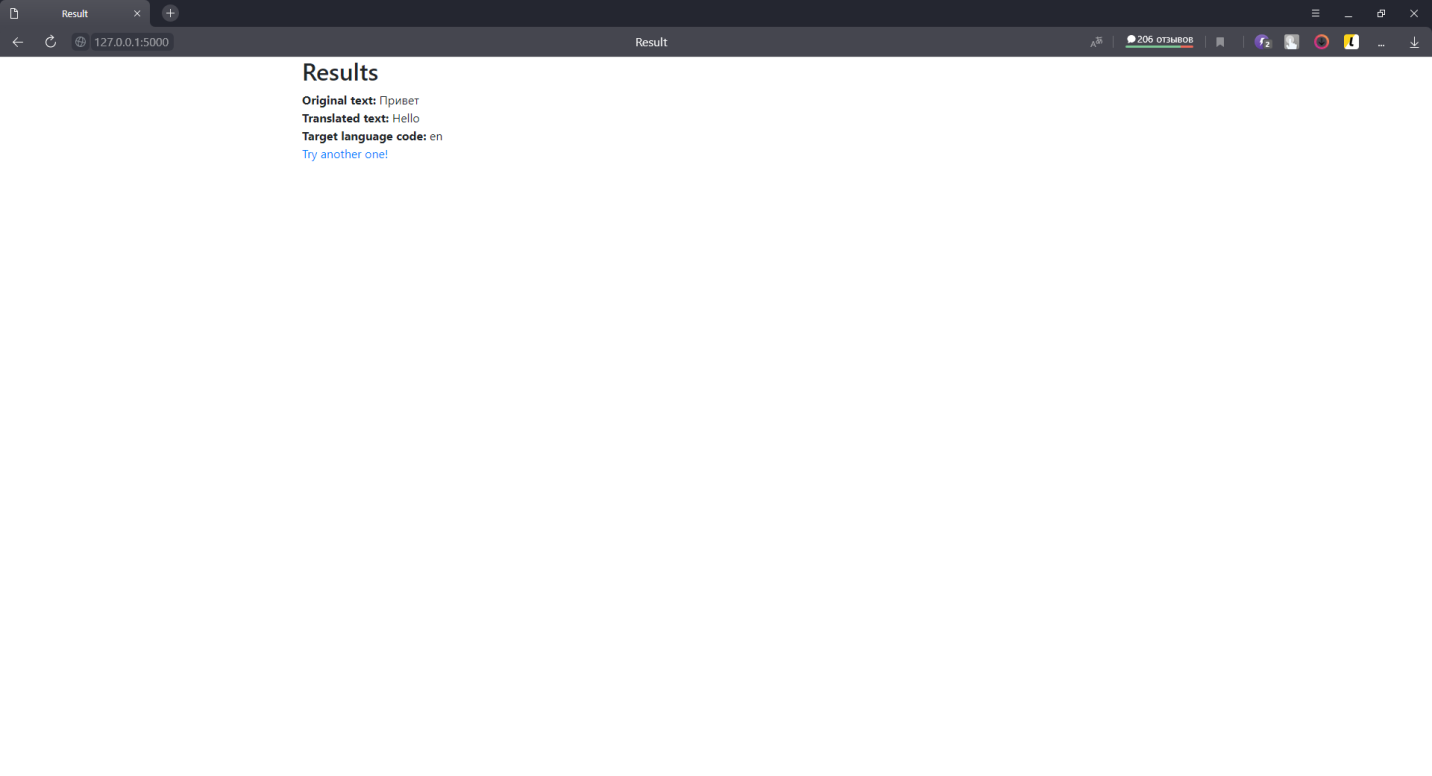 Result
127.0.0.1:5000
Result
206 отзывов
2
Results
Original text: Привет
Translated text: Hello
Target language code: en
Try another one!